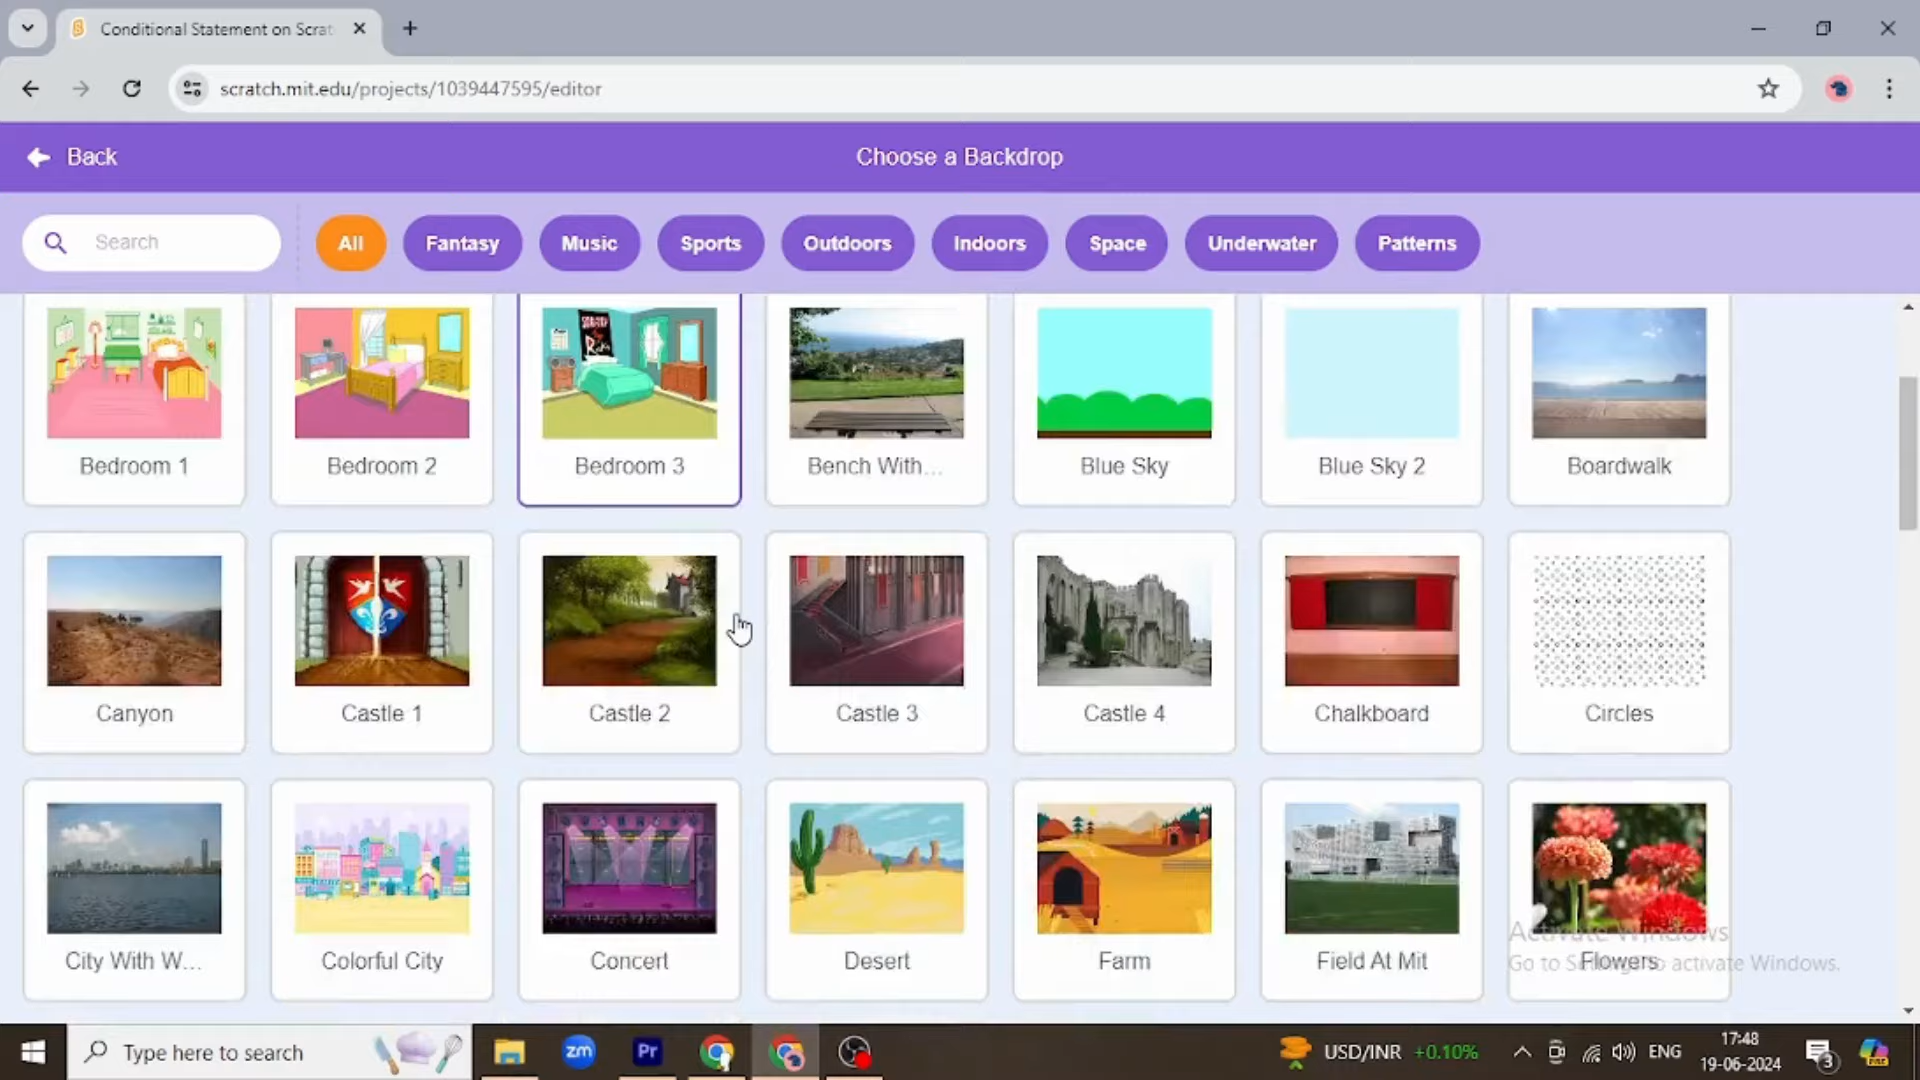 Conditional Statement on Scrat
scratch.mit.edu/projects/1039447595/editor
Back
Choose a Backdrop
Search
All
Fantasy
Music
Sports
Outdoors
Indoors
Space
Underwater
Patterns
Bedroom 1
Bedroom 2
Bedroom 3
Bench With...
Blue Sky
Blue Sky 2
Boardwalk
Canyon
Castle 1
Castle 2
Castle 3
Castle 4
Chalkboard
Circles
City With W...
Colorful City
Concert
Desert
Farm
Field At Mit
Flowers
Activate Windows
Go to Settings to activate Windows.
Type here to search
zm
Pr
USD/INR +0.10%
ENG
17:48
19-06-2024
3